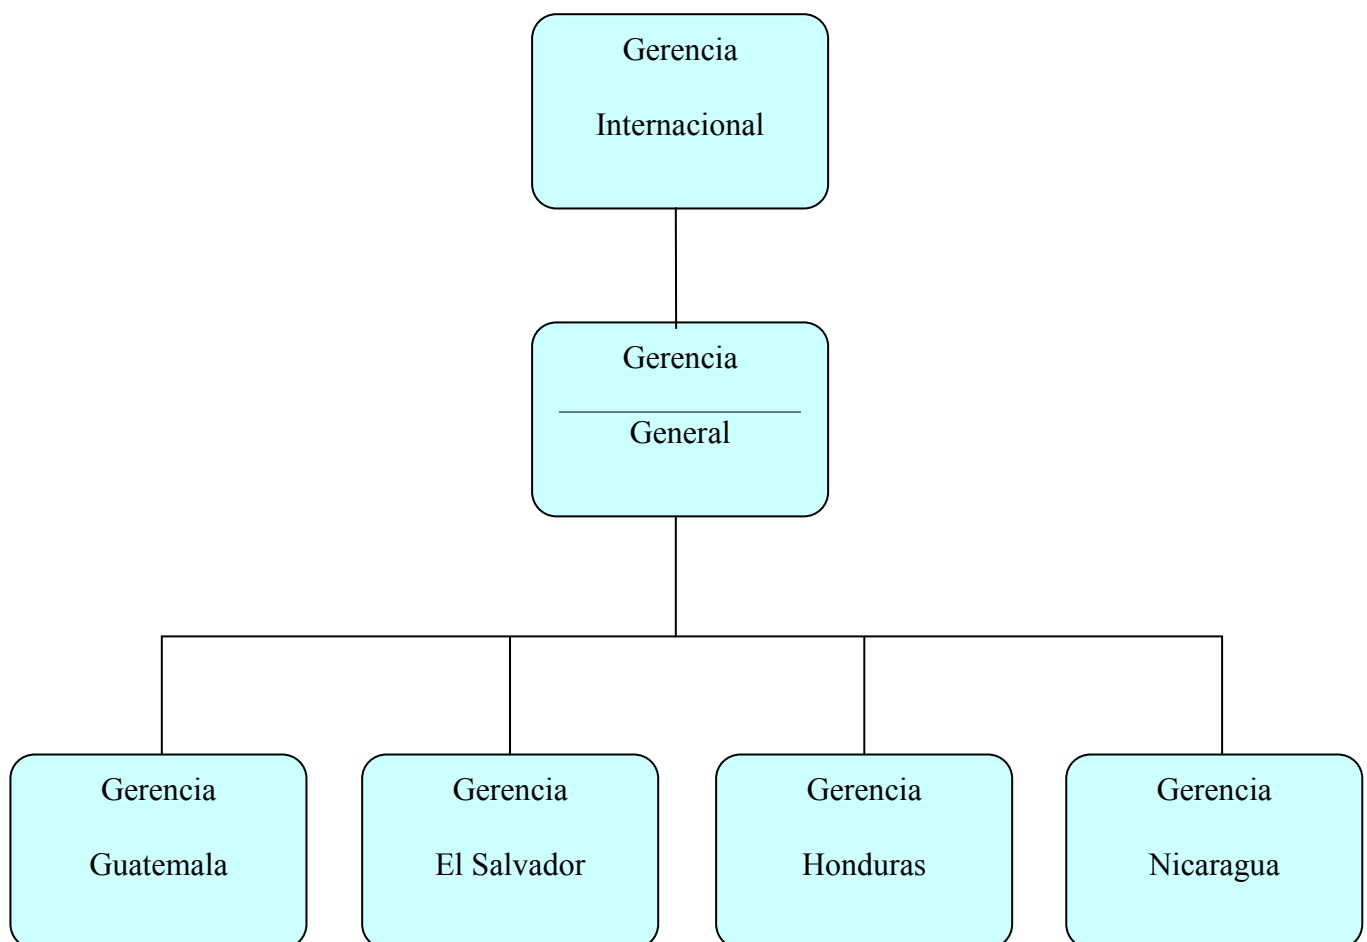 Gerencia
Internacional
Gerencia
General
Gerencia
Guatemala
Gerencia
El Salvador
Gerencia
Honduras
Gerencia
Nicaragua